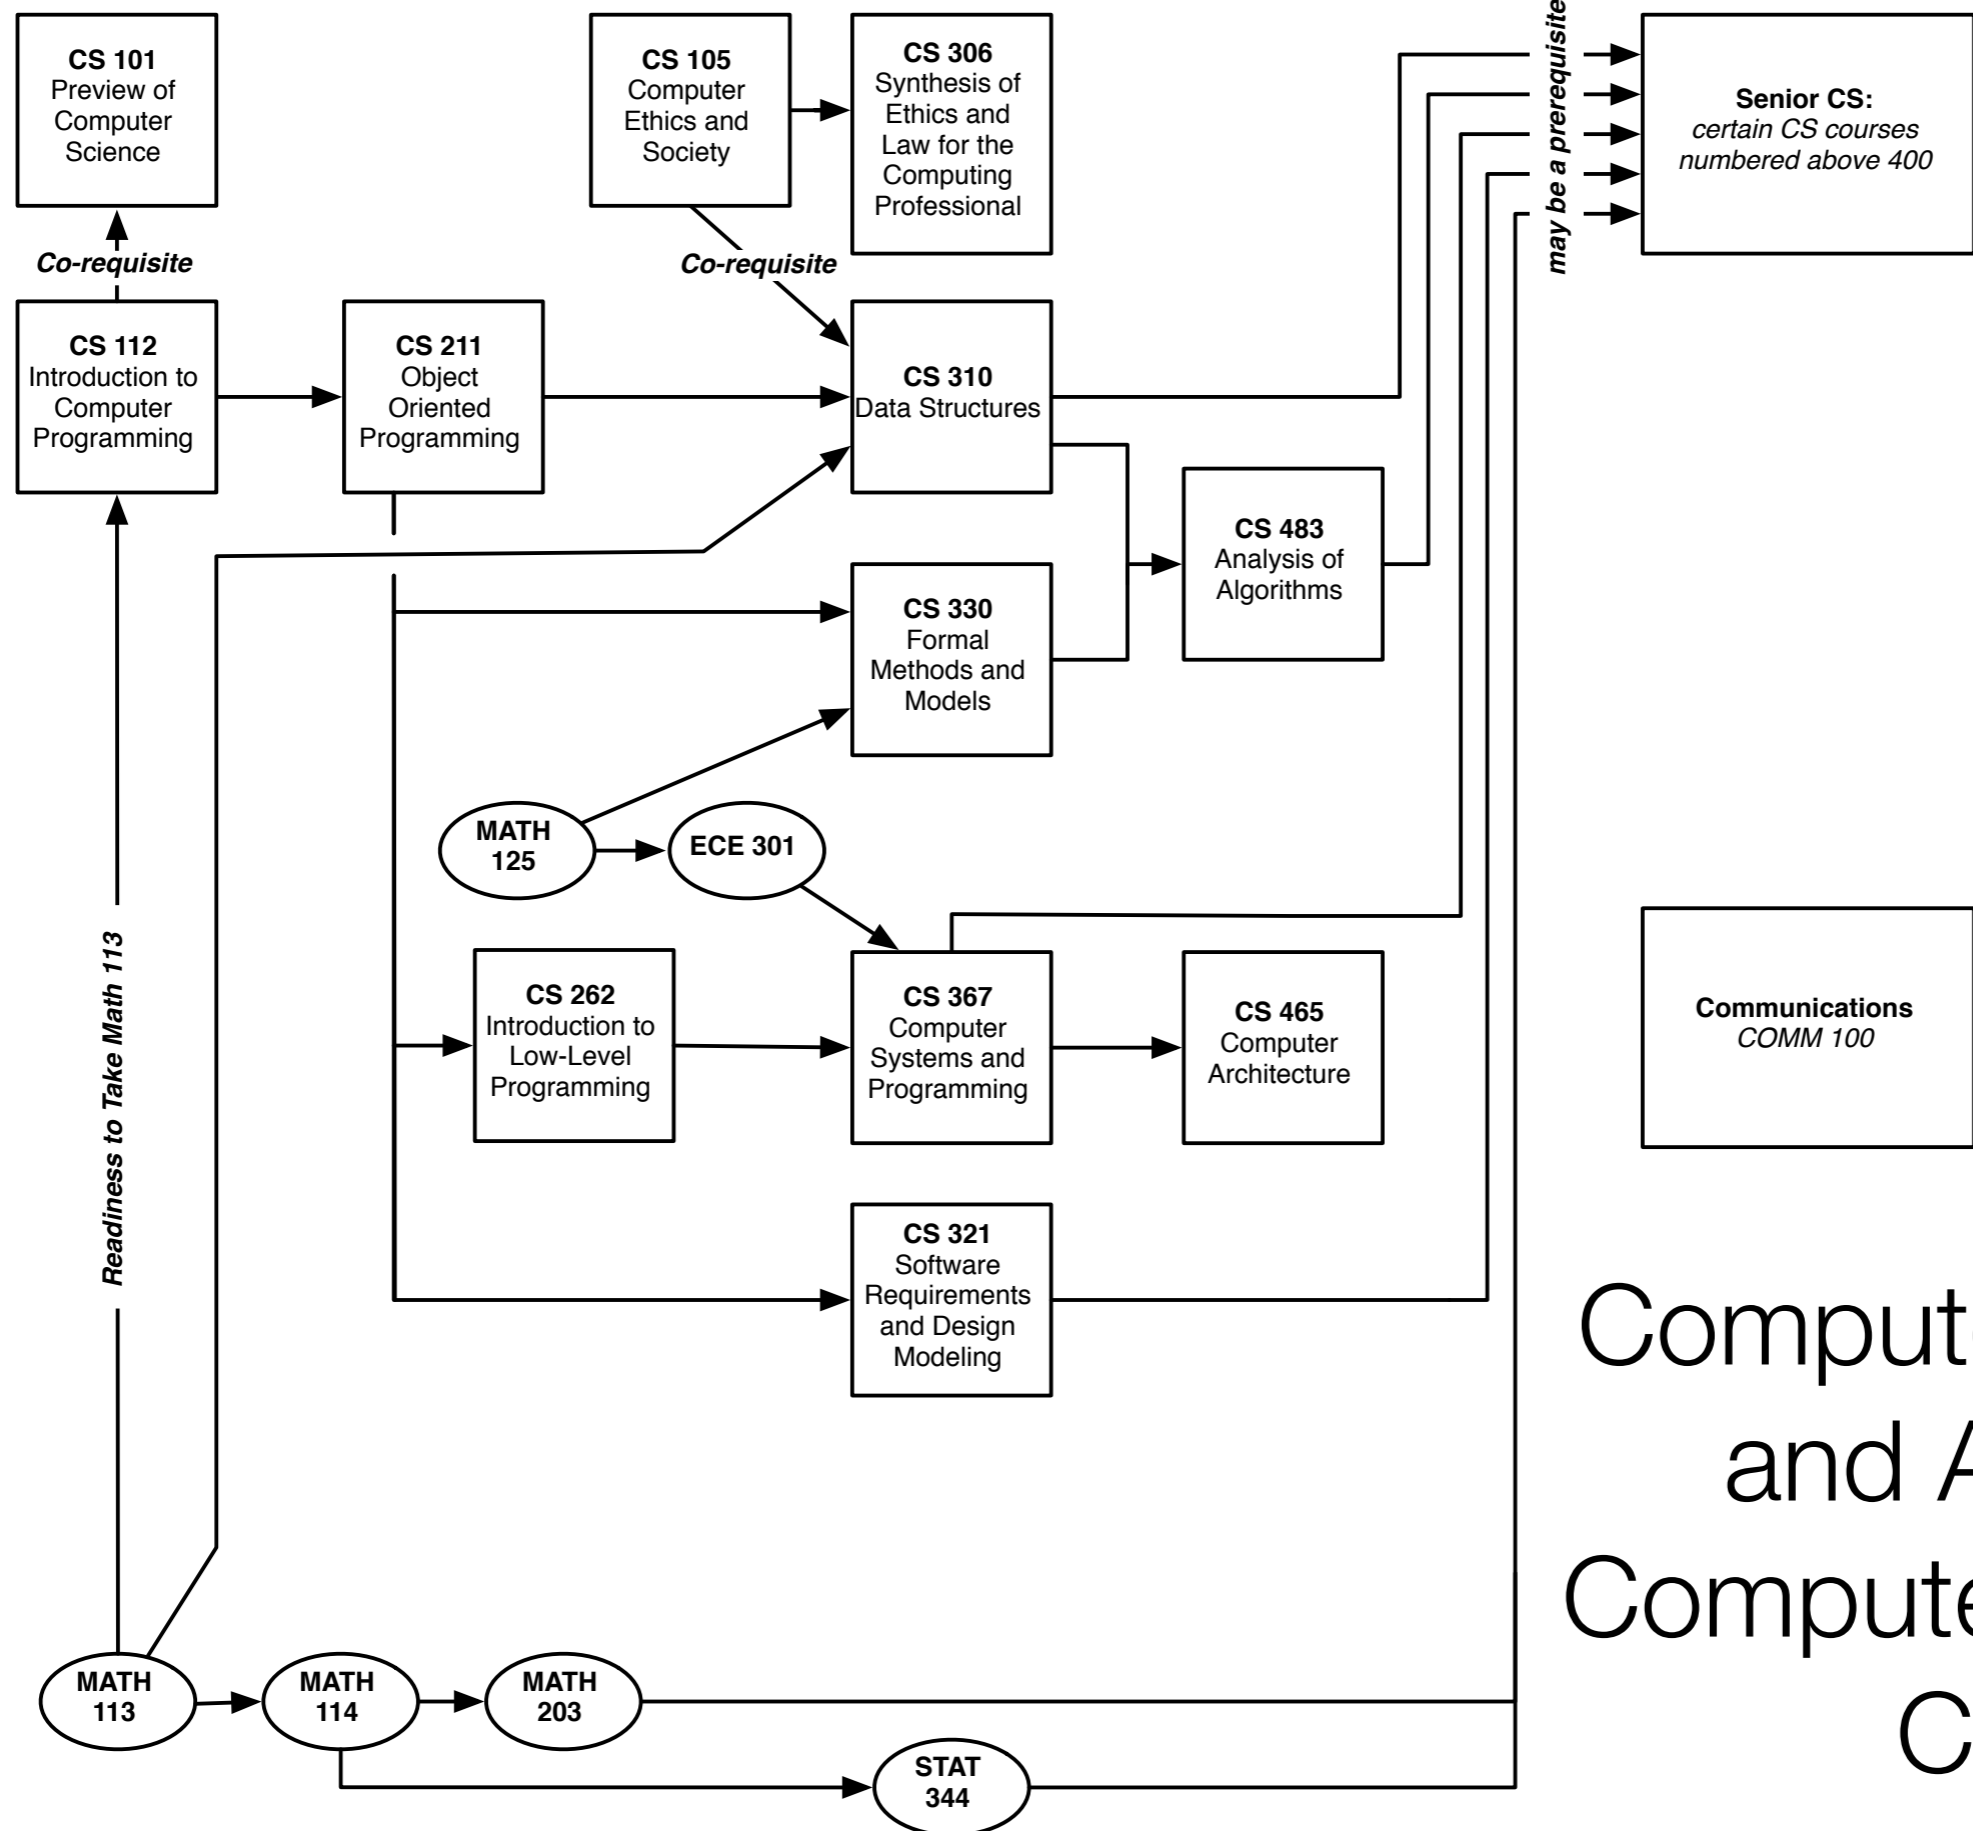 CS 101
Preview of
Computer
Science
CS 105
Computer
Ethics and
Society
CS 306
Synthesis of
Ethics and
Law for the
Computing
Professional
may be a prerequisite
Senior CS:
certain CS courses
numbered above 400
Co-requisite
Co-requisite
CS 112
Introduction to
Computer
Programming
CS 211
Object
Oriented
Programming
CS 310
Data Structures
CS 483
Analysis of
Algorithms
CS 330
Formal
Methods and
Models
MATH
125
ECE 301
Readiness to Take Math 113
CS 262
Introduction to
Low-Level
Programming
CS 367
Computer
Systems and
Programming
CS 465
Computer
Architecture
Communications
COMM 100
CS 321
Software
Requirements
and Design
Modeling
Comput
and A
Compute
C
MATH
113
MATH
114
MATH
203
STAT
344